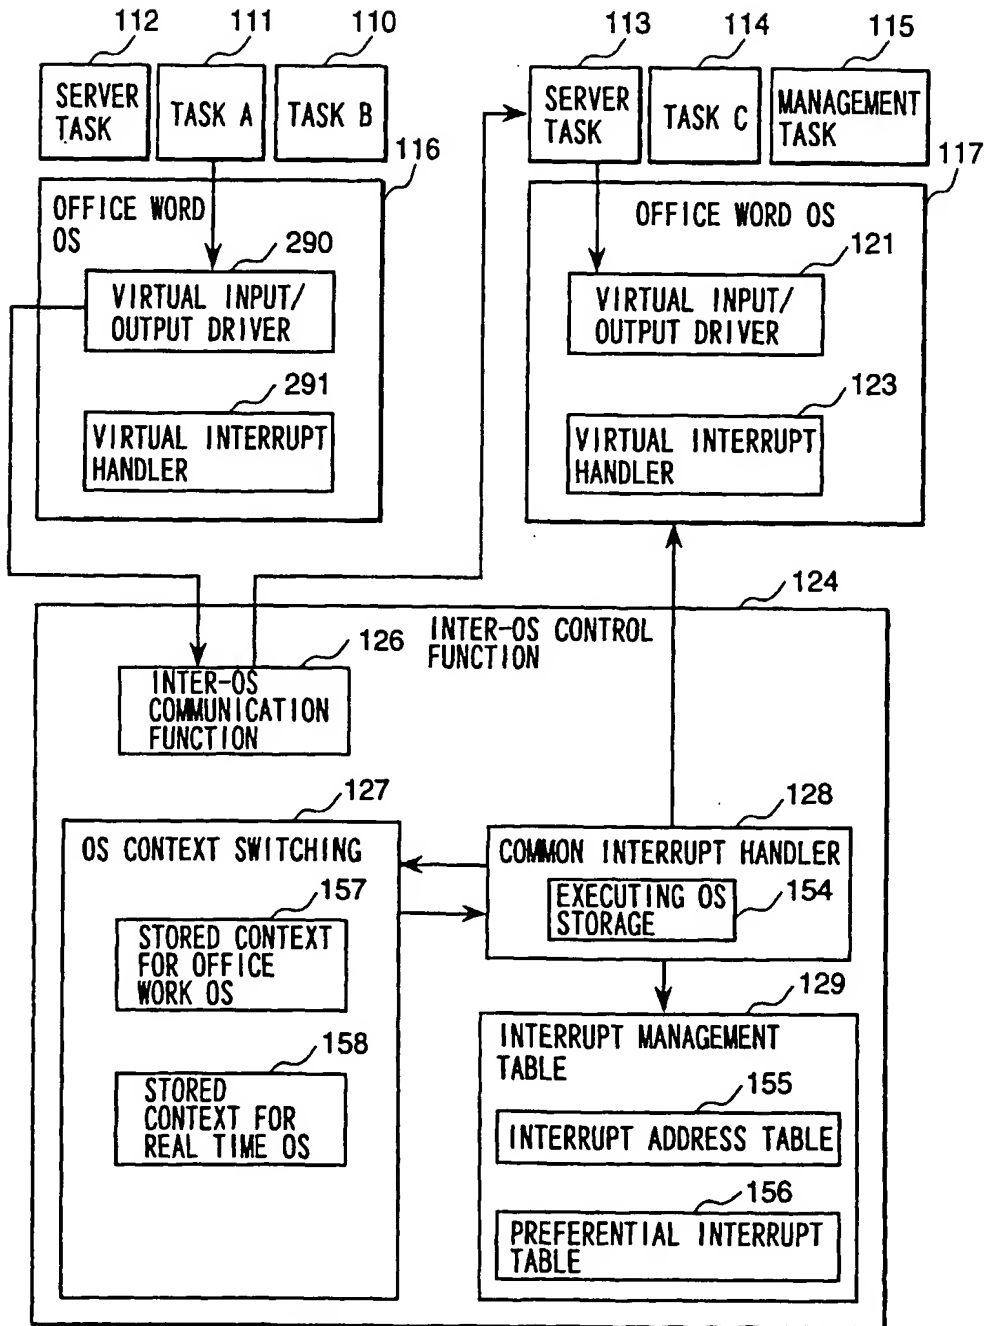 112
111
110
113
114
115
SERVER
TASK
TASK A
TASK B
SERVER
TASK
TASK C
MANAGEMENT
TASK
116
117
OFFICE WORD
OS
290
VIRTUAL INPUT/
OUTPUT DRIVER
291
VIRTUAL INTERRUPT
HANDLER
OFFICE WORD OS
121
VIRTUAL INPUT/
OUTPUT DRIVER
123
VIRTUAL INTERRUPT
HANDLER
124
INTER-OS CONTROL
FUNCTION
126
INTER-OS
COMMUNICATION
FUNCTION
127
OS CONTEXT SWITCHING
157
STORED CONTEXT
FOR OFFICE
WORK OS
158
STORED
CONTEXT FOR
REAL TIME OS
128
COMMON INTERRUPT HANDLER
EXECUTING OS
STORAGE
154
129
INTERRUPT MANAGEMENT
TABLE
155
INTERRUPT ADDRESS TABLE
156
PREFERENTIAL INTERRUPT
TABLE